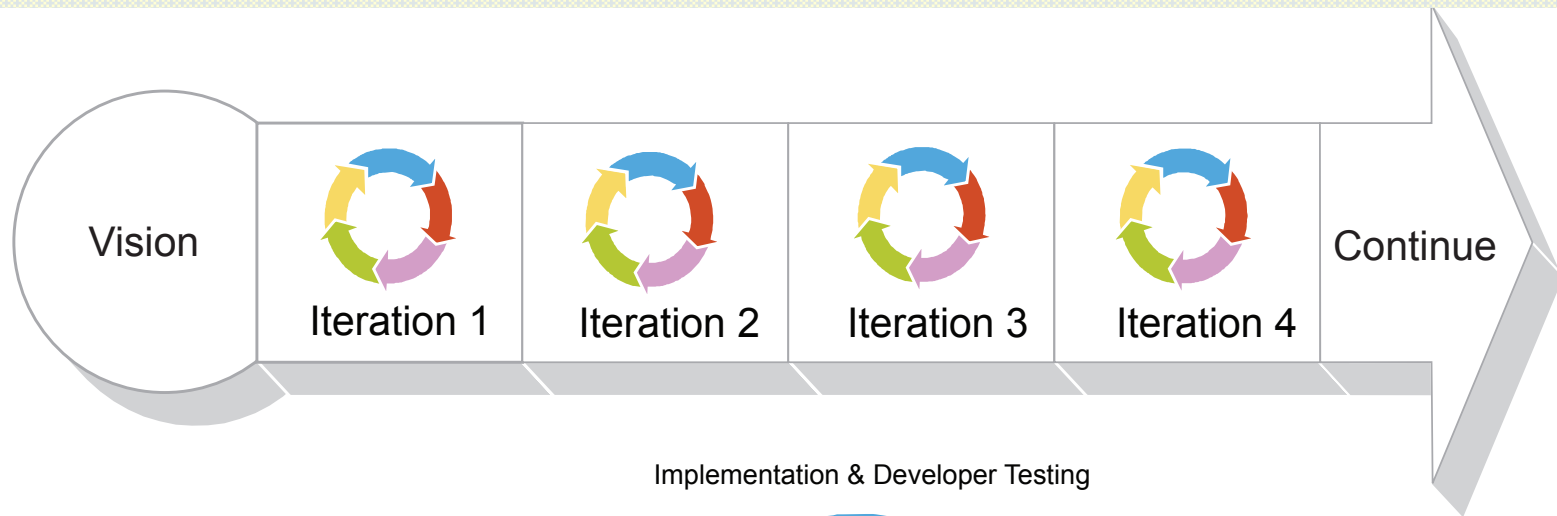 Vision
Iteration 1
Iteration 2
Iteration 3
Iteration 4
Continue
Implementation & Developer Testing